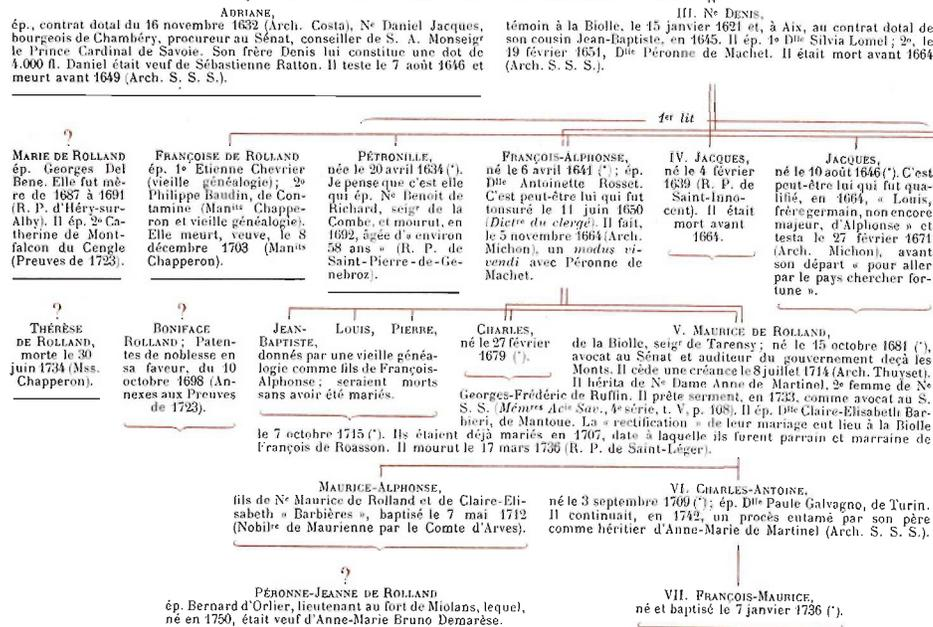 ADRIANE,
ép., contrat dotal du 16 novembre 1632 (Arch. Costa), Ne Daniel Jacques,
bourgeois de Chambéry, procureur au Sénat, conseiller de S. A. Monseigr
le Prince Cardinal de Savoie. Son frère Denis lui constitue une dot de
4.000 fl. Daniel était veuf de Sébastienne Ratton. Il teste le 7 août 1646 et
meurt avant 1649 (Arch. S. S. S.).
III. Ne DENIS,
témoin à la Biolle, le 15 janvier 1621 et, à Aix, au contrat dotal de
son cousin Jean-Baptiste, en 1645. Il ép. 1o Dlle Silvia Lomel; 2o, le
19 février 1651, Dlle Péronne de Machet. Il était mort avant 1664
(Arch. S. S. S.).
1er lit
?
MARIE DE ROLLAND
ép. Georges Del
Bene. Elle fut mè-
re de 1687 à 1691
(R. P. d'Héry-sur-
Alby). Il ép. 2o Ca-
therine de Mont-
falcon du Cengle
(Preuves de 1723).
FRANÇOISE DE ROLLAND
ép. 1o Etienne Chevrier
(vieille généalogie); 2o
Philippe Baudin, de Con-
tamine (Manits Chappe-
ron et vieille généalogie).
Elle meurt, veuve, le 8
décembre 1703 (Manits
Chapperon).
PÉTRONILLE,
née le 20 avril 1634 (*).
Je pense que c'est elle
qui ép. Ne Benoit de
Richard, seigr de la
Combe, et mourut, en
1692, âgée d'« environ
58 ans » (R. P. de
Saint-Pierre-de-Ge-
nebroz).
FRANÇOIS-ALPHONSE,
né le 6 avril 1641 (*); ép.
Dlle Antoinette Rosset.
C'est peut-être lui qui fut
tonsuré le 11 juin 1650
(Dictre du clergé). Il fait,
le 5 novembre 1664 (Arch.
Michon), un modus vi-
vendi avec Péronne de
Machet.
IV. JACQUES,
né le 4 février
1639 (R. P. de
Saint-Inno-
cent). Il était
mort avant
1664.
JACQUES,
né le 10 août 1646 (*). C'est
peut-être lui qui fut qua-
lifié, en 1664, « Louis,
frère germain, non encore
majeur, d'Alphonse » et
testa le 27 février 1671
(Arch. Michon), avant
son départ « pour aller
par le pays chercher for-
tune ».
?
THÉRÈSE
DE ROLLAND,
morte le 30
juin 1734 (Mss.
Chapperon).
?
BONIFACE
ROLLAND; Paten-
tes de noblesse en
sa faveur, du 10
octobre 1698 (An-
nexes aux Preuves
de 1723).
JEAN-
BAPTISTE,
LOUIS,
PIERRE,
donnés par une vieille généa-
logie comme fils de François-
Alphonse; seraient morts
sans avoir été mariés.
CHARLES,
né le 27 février
1679 (*).
V. MAURICE DE ROLLAND,
de la Biolle, seigr de Tarensy; né le 15 octobre 1681 (*),
avocat au Sénat et auditeur du gouvernement deçà les
Monts. Il cède une créance le 8 juillet 1714 (Arch. Thuyset).
Il hérita de Ne Dame Anne de Martinel, 2e femme de Ne
Georges-Frédéric de Ruffin. Il prête serment, en 1733, comme avocat au S.
S. S. (Mémres Acie Sav., 4e série, t. V, p. 108). Il ép. Dlle Claire-Elisabeth Bar-
bieri, de Mantoue. La « rectification » de leur mariage eut lieu à la Biolle
le 7 octobre 1715 (*). Ils étaient déjà mariés en 1707, date à laquelle ils furent parrain et marraine de
François de Roasson. Il mourut le 17 mars 1736 (R. P. de Saint-Léger).
MAURICE-ALPHONSE,
fils de Ne Maurice de Rolland et de Claire-Eli-
sabeth « Barbières », baptisé le 7 mai 1712
(Nobilre de Maurienne par le Comte d'Arves).
VI. CHARLES-ANTOINE,
né le 3 septembre 1709 (*); ép. Dlle Paule Galvagno, de Turin.
Il continuait, en 1742, un procès entamé par son père
comme héritier d'Anne-Marie de Martinel (Arch. S. S. S.).
?
PÉRONNE-JEANNE DE ROLLAND
ép. Bernard d'Orlier, lieutenant au fort de Miolans, lequel,
né en 1750, était veuf d'Anne-Marie Bruno Demarèse.
VII. FRANÇOIS-MAURICE,
né et baptisé le 7 janvier 1736 (*).